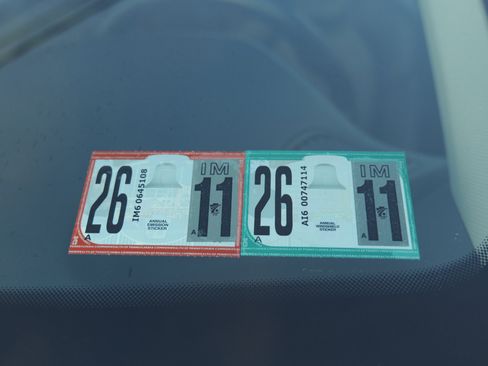 26
IM6 0645108
ANNUAL
EMISSION
STICKER
IM
11
A
A
26
AI6 00747114
ANNUAL
WINDSHIELD
STICKER
IM
11
A
A